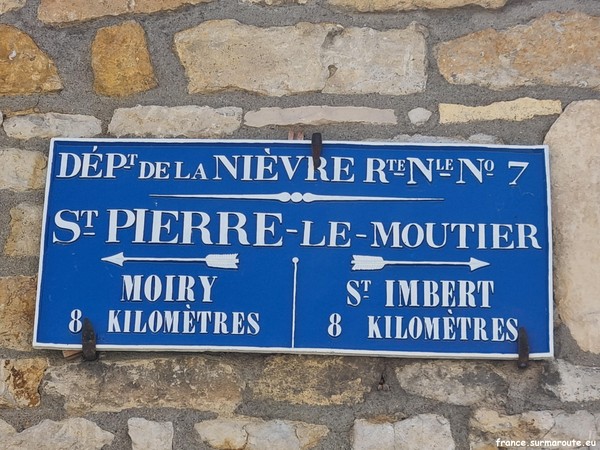 DÉPT DE LA NIÈVRE RTE NLE NO 7
ST PIERRE-LE-MOUTIER
MOIRY
8 KILOMÈTRES
ST IMBERT
8 KILOMÈTRES
france.surmaroute.eu